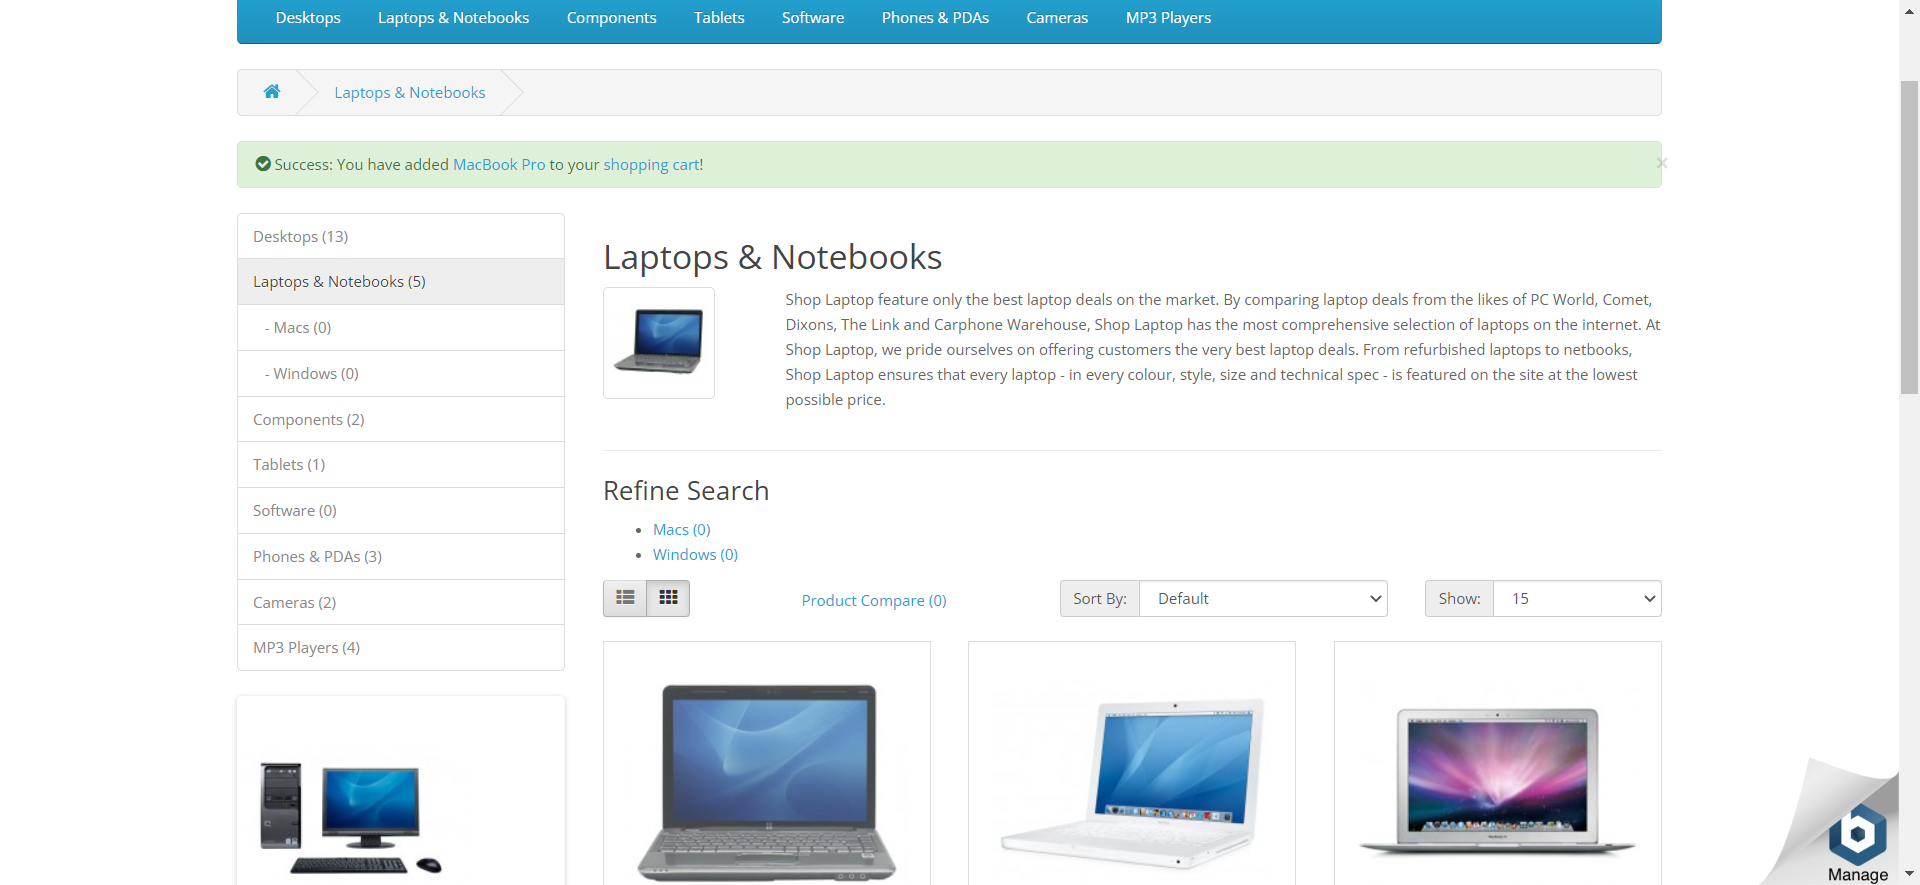 Desktops Laptops & Notebooks Components Tablets Software Phones & PDAs Cameras MP3 Players
Laptops & Notebooks
Success: You have added MacBook Pro to your shopping cart!
×
Desktops (13)
Laptops & Notebooks (5)
- Macs (0)
- Windows (0)
Components (2)
Tablets (1)
Software (0)
Phones & PDAs (3)
Cameras (2)
MP3 Players (4)
Laptops & Notebooks
Shop Laptop feature only the best laptop deals on the market. By comparing laptop deals from the likes of PC World, Comet,
Dixons, The Link and Carphone Warehouse, Shop Laptop has the most comprehensive selection of laptops on the internet. At
Shop Laptop, we pride ourselves on offering customers the very best laptop deals. From refurbished laptops to netbooks,
Shop Laptop ensures that every laptop - in every colour, style, size and technical spec - is featured on the site at the lowest
possible price.
Refine Search
Macs (0)
Windows (0)
Product Compare (0)
Sort By: Default
Show: 15
Manage